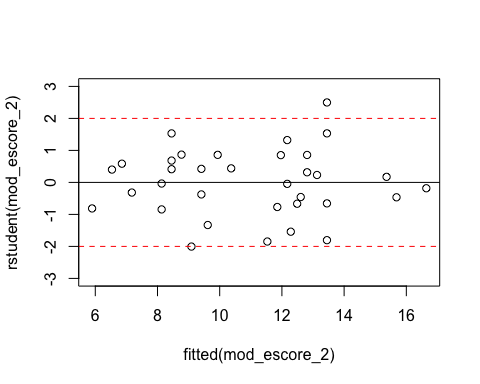 3
2
1
0
-1
-2
-3
rstudent(mod_escore_2)
6 8 10 12 14 16
fitted(mod_escore_2)